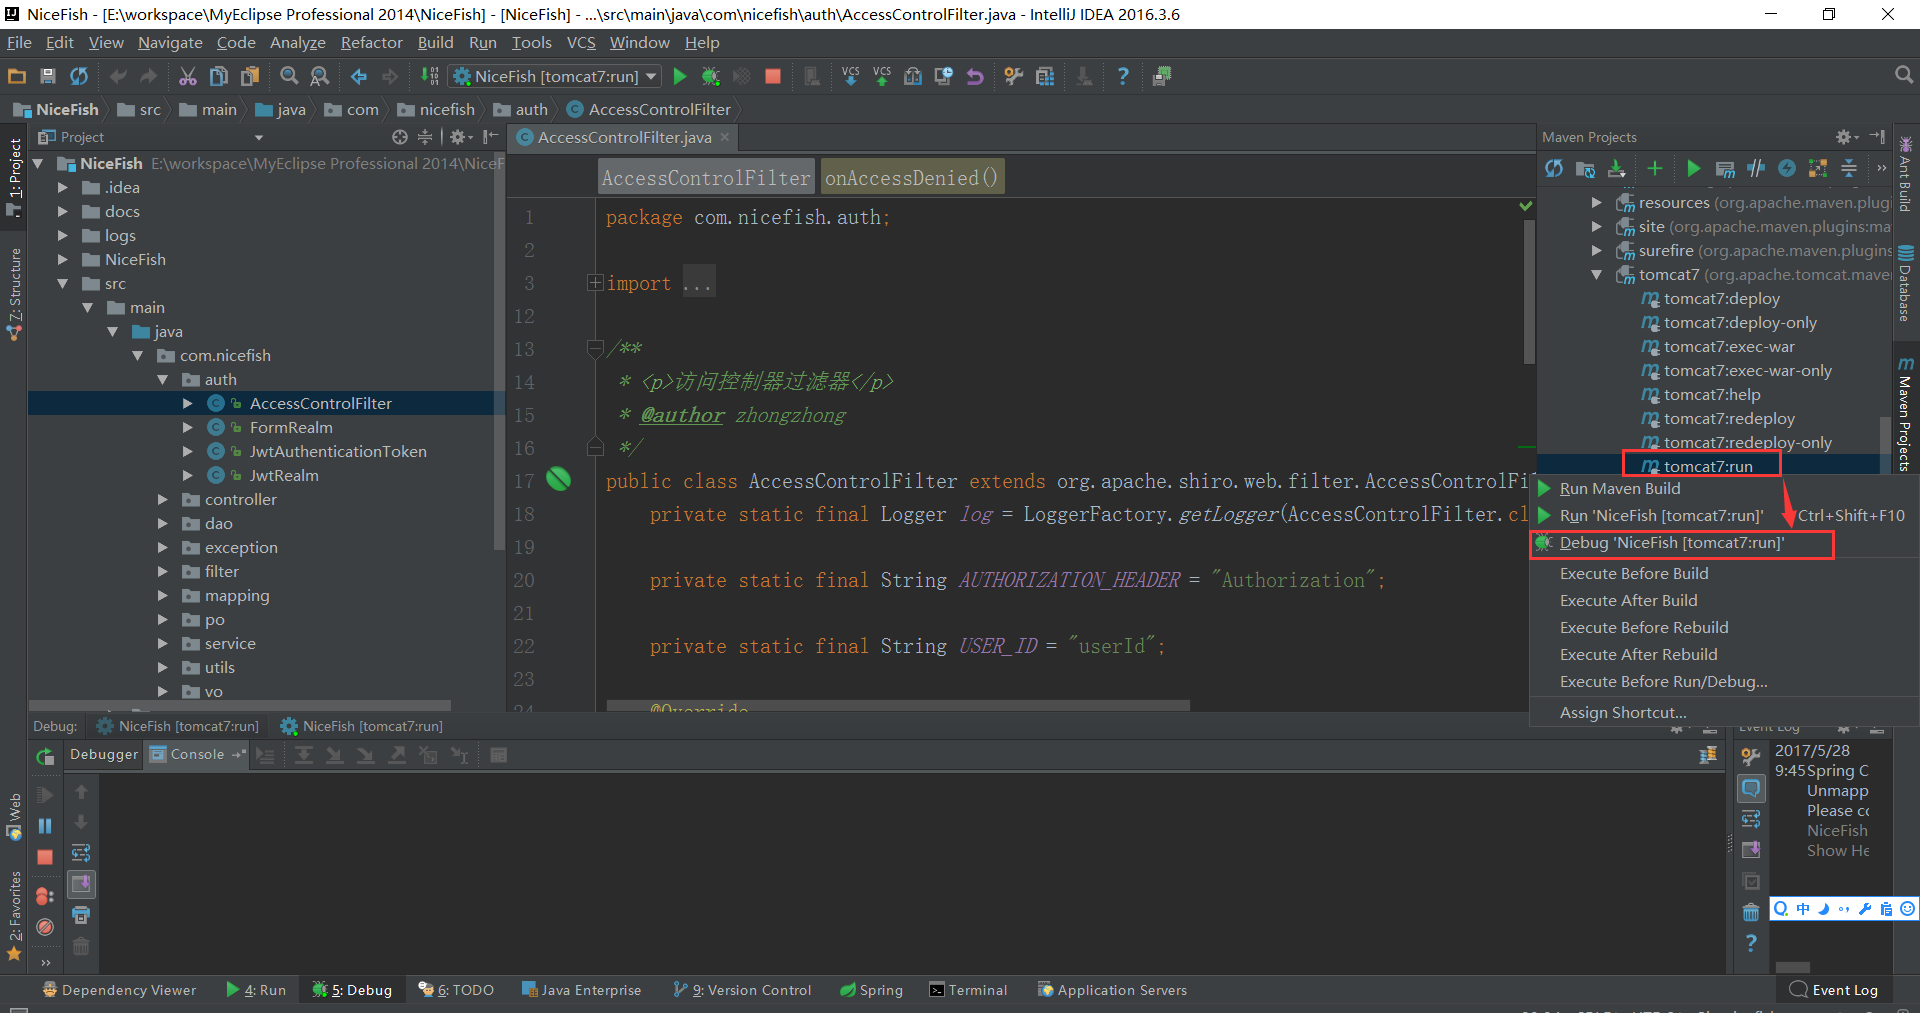 NiceFish - [E:\workspace\MyEclipse Professional 2014\NiceFish] - [NiceFish] - ...\src\main\java\com\nicefish\auth\AccessControlFilter.java - IntelliJ IDEA 2016.3.6
File Edit View Navigate Code Analyze Refactor Build Run Tools VCS Window Help
NiceFish [tomcat7:run]
VCS VCS
NiceFish src main java com nicefish auth AccessControlFilter
1: Project
Z: Structure
Web
2: Favorites
Project
NiceFish E:\workspace\MyEclipse Professional 2014\NiceF
.idea
docs
logs
NiceFish
src
main
java
com.nicefish
auth
AccessControlFilter
FormRealm
JwtAuthenticationToken
JwtRealm
controller
dao
exception
filter
mapping
po
service
utils
vo
AccessControlFilter.java
AccessControlFilter onAccessDenied()
1 package com.nicefish.auth;
2
3 import ...
12
13 /**
14 * <p>访问控制器过滤器</p>
15 * @author zhongzhong
16 */
17 public class AccessControlFilter extends org.apache.shiro.web.filter.AccessControlFi
18 private static final Logger log = LoggerFactory.getLogger(AccessControlFilter.cl
19
20 private static final String AUTHORIZATION_HEADER = "Authorization";
21
22 private static final String USER_ID = "userId";
23
24 @Override
Maven Projects
resources (org.apache.maven.plugi
site (org.apache.maven.plugins:ma
surefire (org.apache.maven.plugins
tomcat7 (org.apache.tomcat.maven
tomcat7:deploy
tomcat7:deploy-only
tomcat7:exec-war
tomcat7:exec-war-only
tomcat7:help
tomcat7:redeploy
tomcat7:redeploy-only
tomcat7:run
Run Maven Build
Run 'NiceFish [tomcat7:run]' Ctrl+Shift+F10
Debug 'NiceFish [tomcat7:run]'
Execute Before Build
Execute After Build
Execute Before Rebuild
Execute After Rebuild
Execute Before Run/Debug...
Assign Shortcut...
Ant Build
Database
Maven Projects
Debug: NiceFish [tomcat7:run] NiceFish [tomcat7:run]
Debugger Console
Event Log
2017/5/28
9:45 Spring C
Unmapp
Please co
NiceFish
Show He
中
Dependency Viewer 4: Run 5: Debug 6: TODO Java Enterprise 9: Version Control Spring Terminal Application Servers Event Log